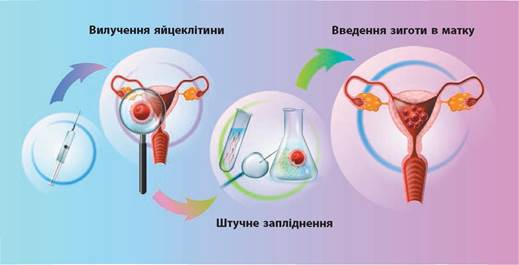 Вилучення яйцеклітини
Введення зиготи в матку
Штучне запліднення